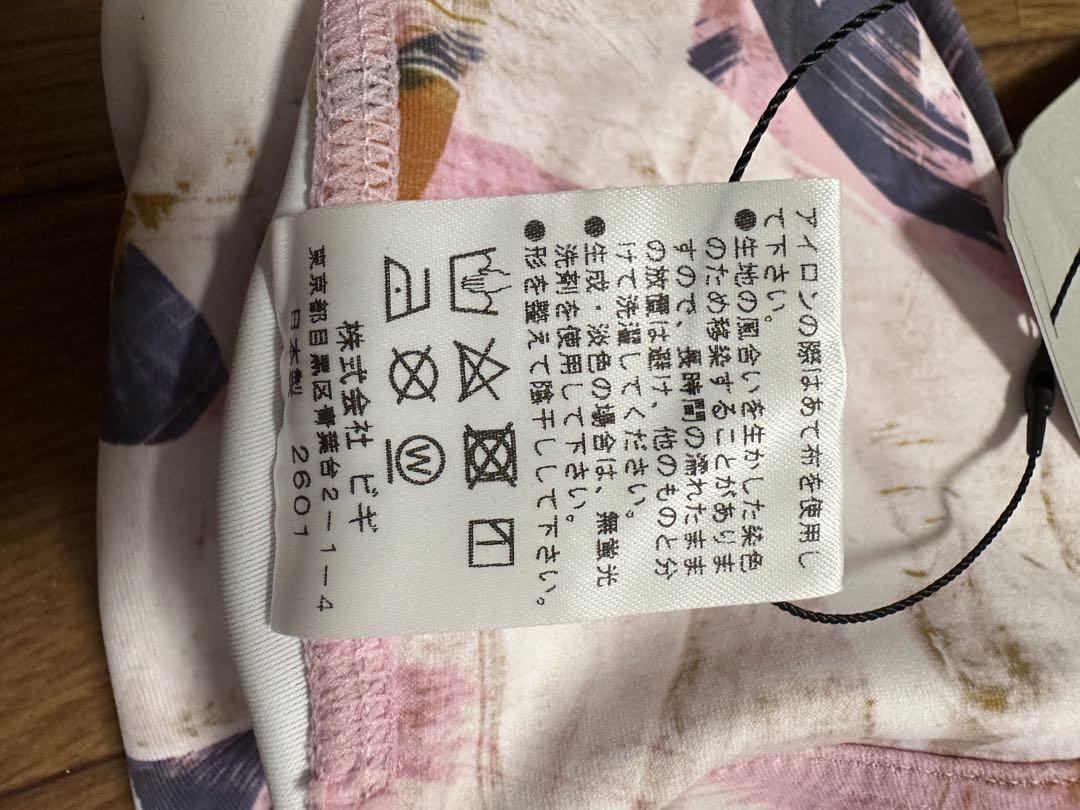 アイロンの際はあて布を使用し
て下さい。
●生地の風合いを生かした染色
のため移染することがありま
すので、長時間の濡れたまま
の放置は避け、他のものと分
けて洗濯してください。
●生成・淡色の場合は、無蛍光
洗剤を使用して下さい。
●形を整えて陰干しして下さい。
W
株式会社 ビギ
東京都目黒区青葉台2-1-4
日本製 2601